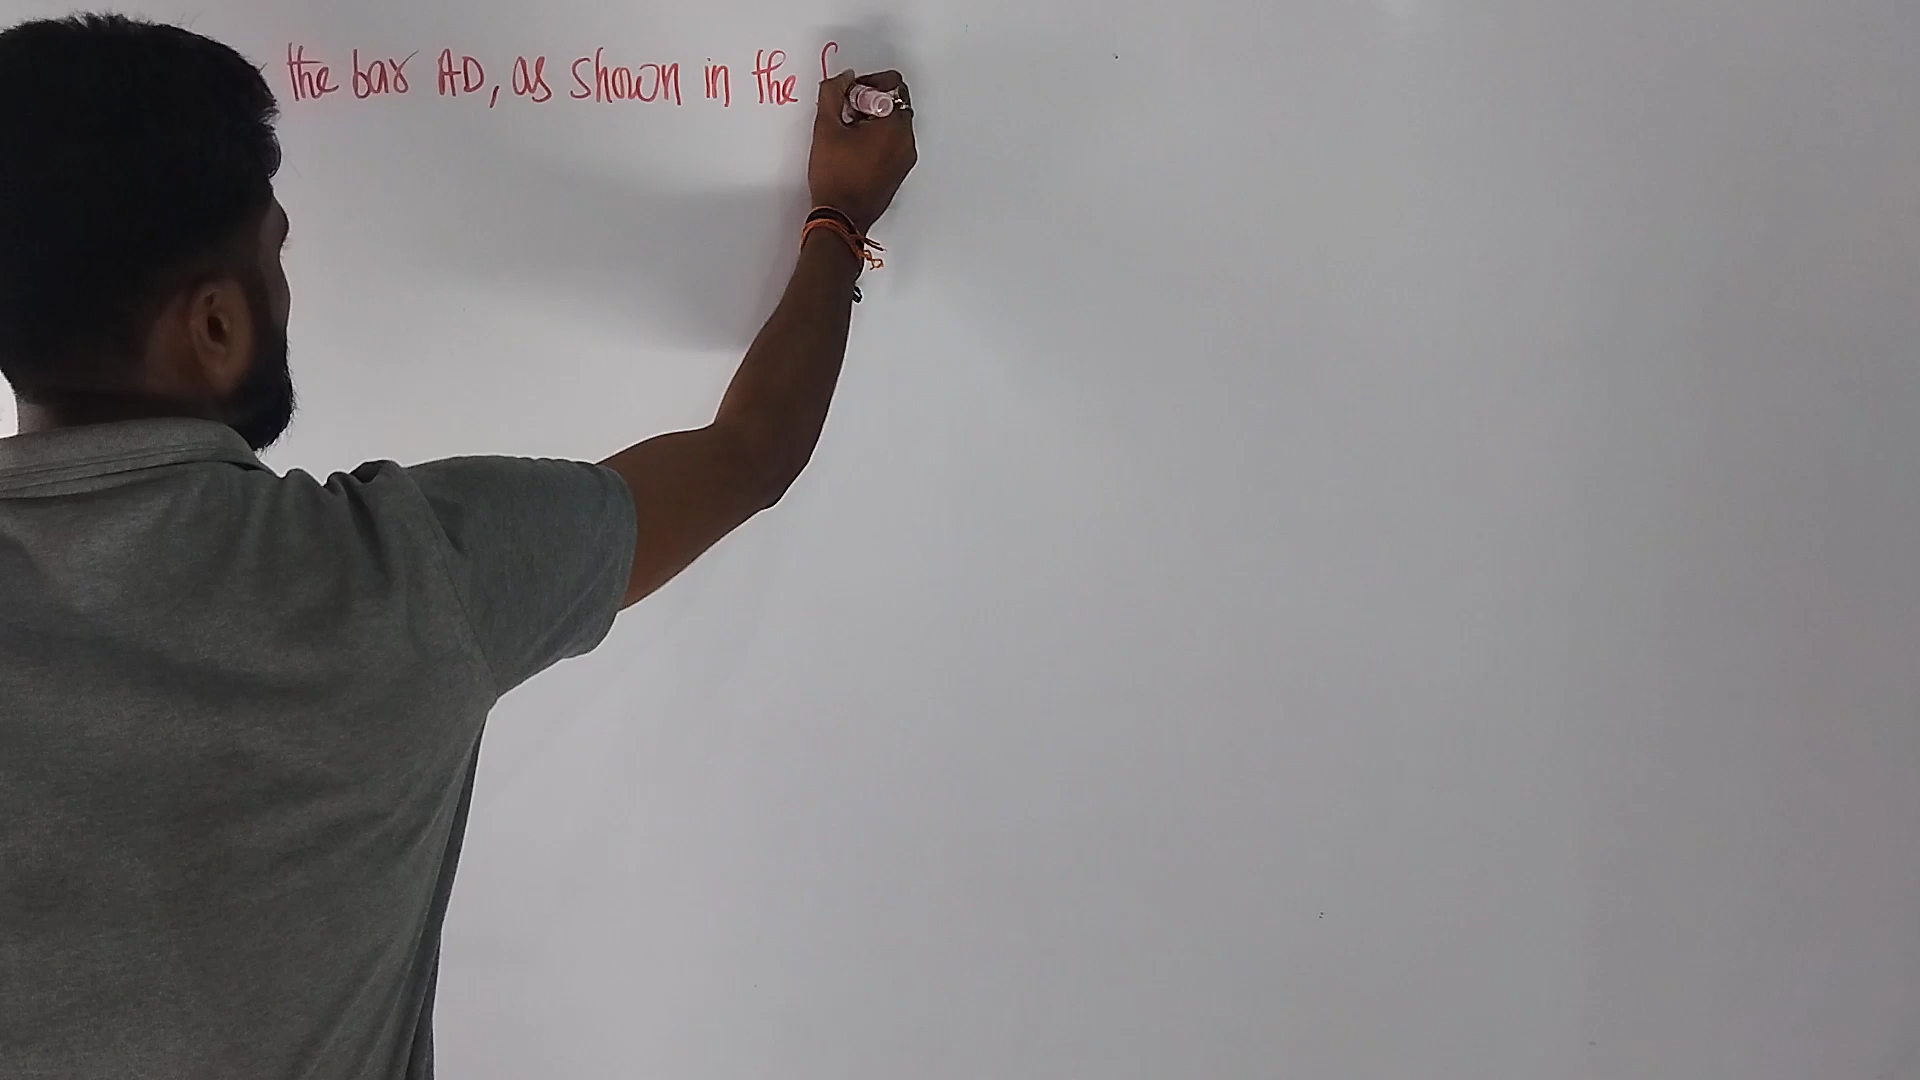 the bar AD, as shown in the